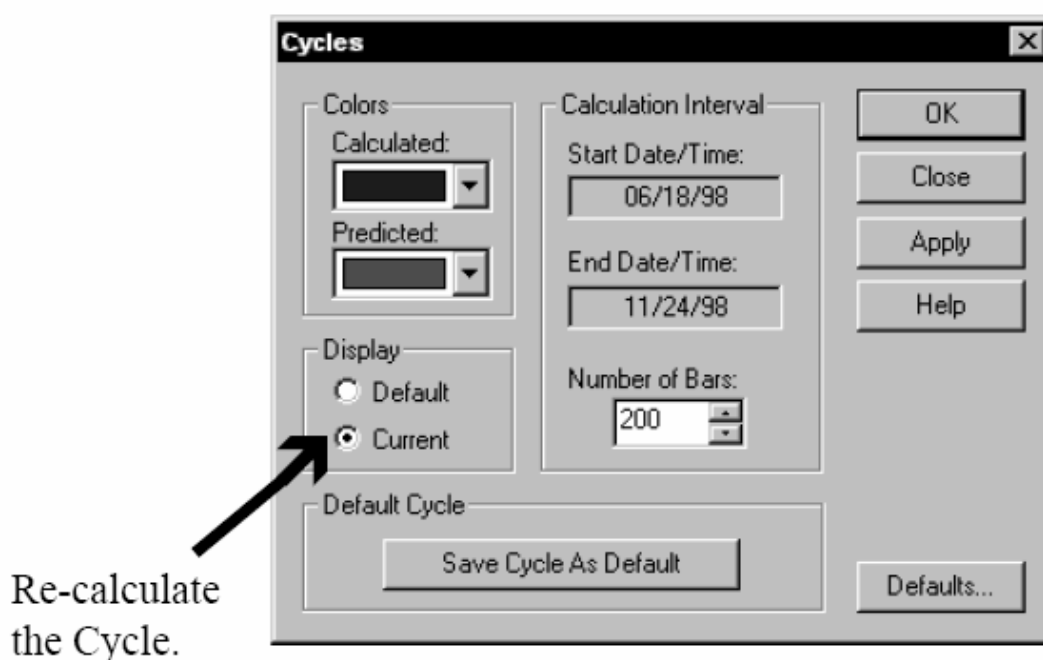 Cycles
Colors
Calculated:
Predicted:
Display
Default
Current
Calculation Interval
Start Date/Time:
06/18/98
End Date/Time:
11/24/98
Number of Bars:
200
Default Cycle
Save Cycle As Default
OK
Close
Apply
Help
Defaults...
Re-calculate
the Cycle.